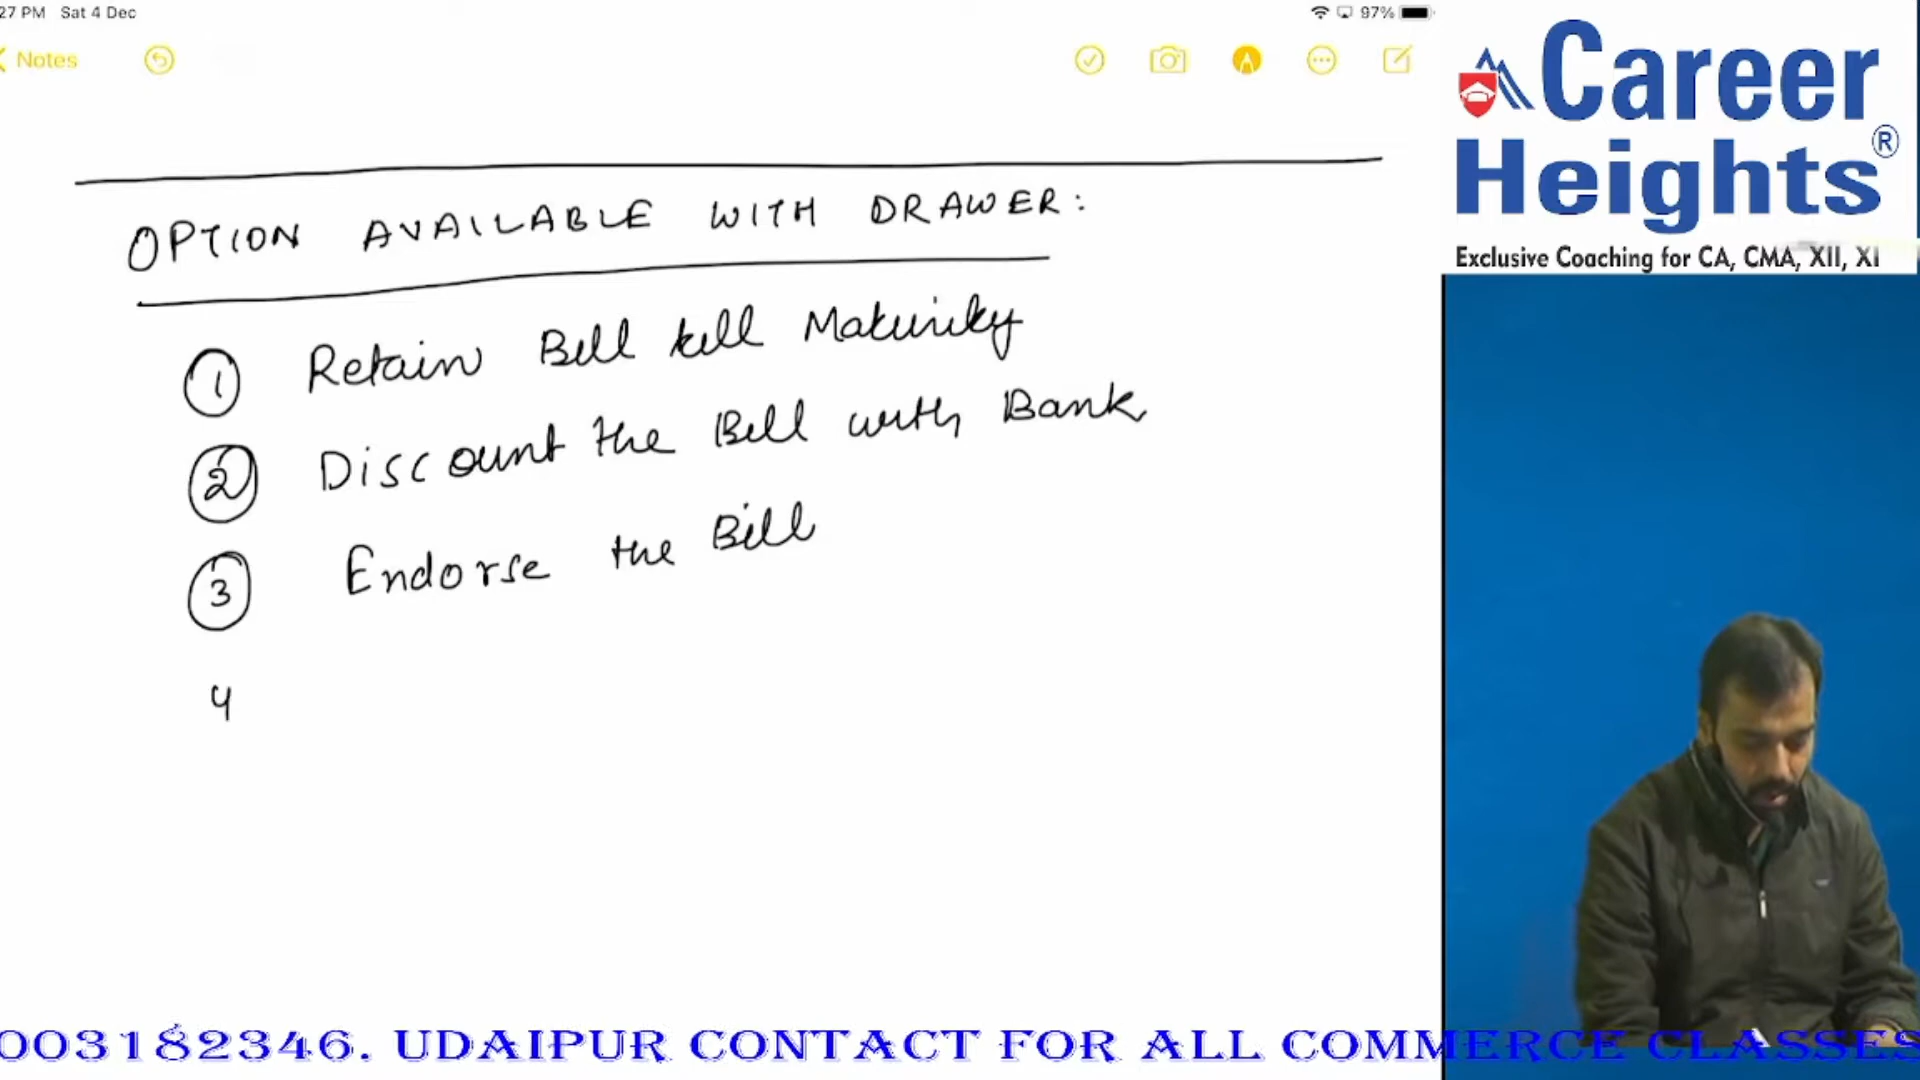 27 PM Sat 4 Dec
97%
Notes
Career
Heights®
Exclusive Coaching for CA, CMA, XII, XI
OPTION AVAILABLE WITH DRAWER:
1 Retain Bill till Maturity
2 Discount the Bill with Bank
3 Endorse the Bill
4
003182346. UDAIPUR CONTACT FOR ALL COMMERCE CLASSES